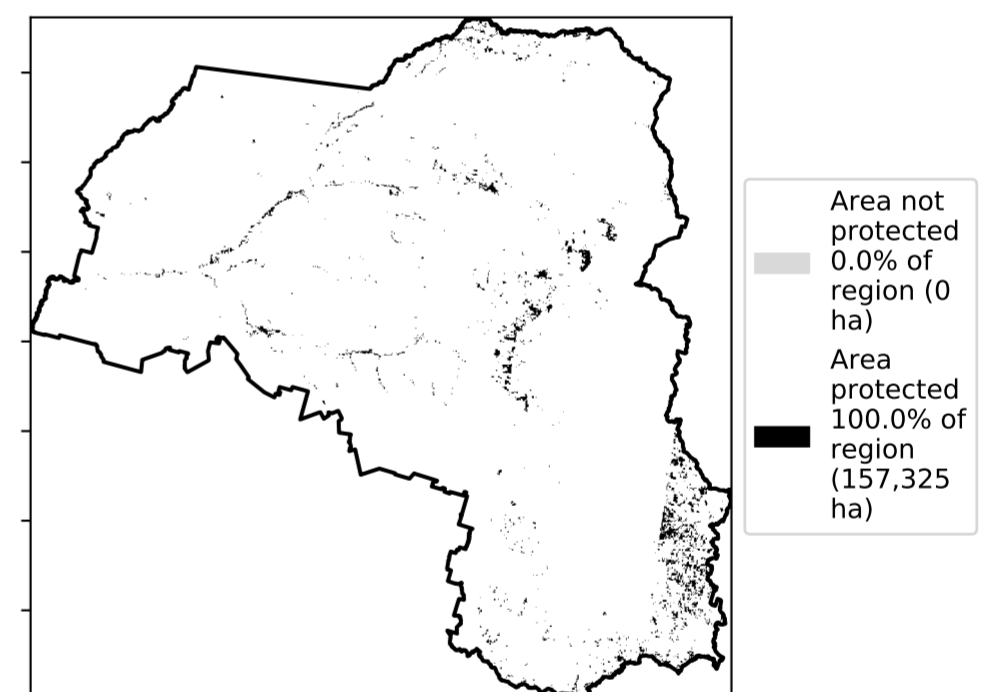 Area not
protected
0.0% of
region (0
ha)
Area
protected
100.0% of
region
(157,325
ha)